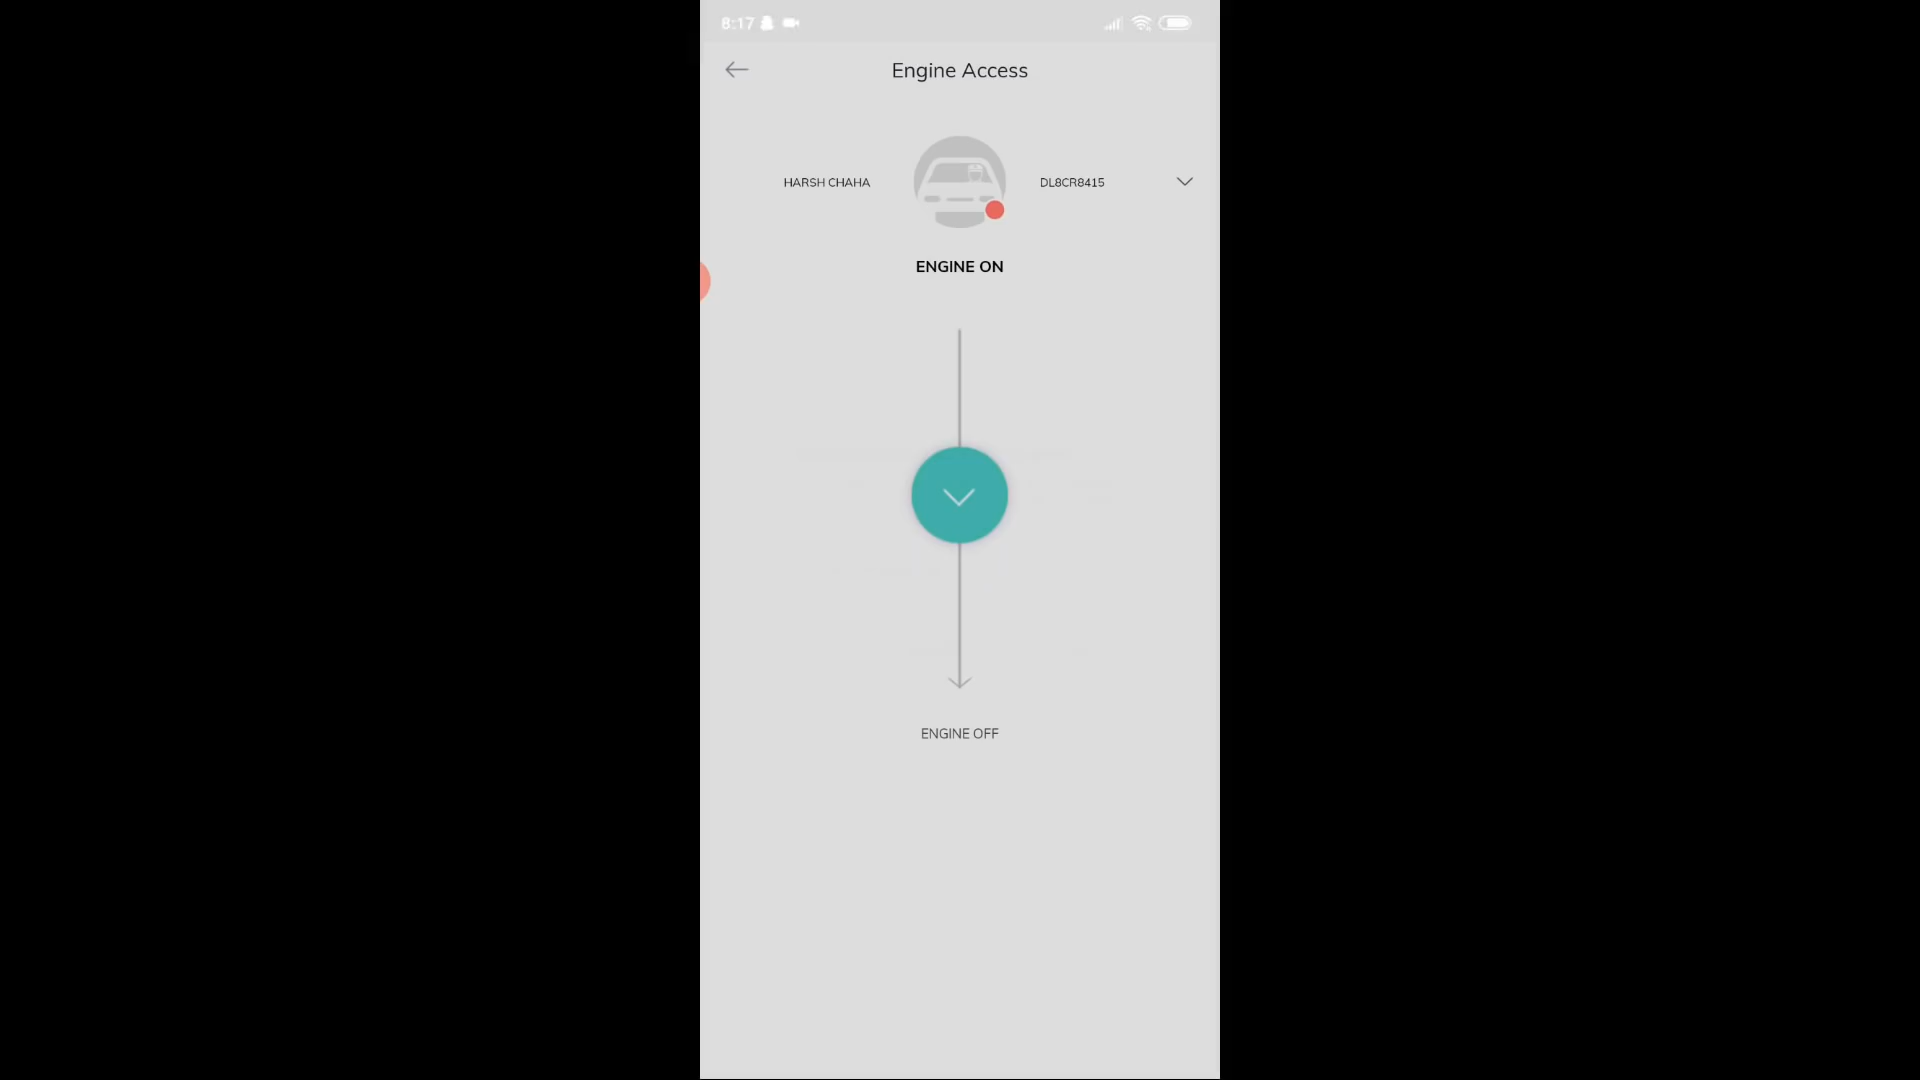 8:17
Engine Access
HARSH CHAHA
DL8CR8415
ENGINE ON
ENGINE OFF